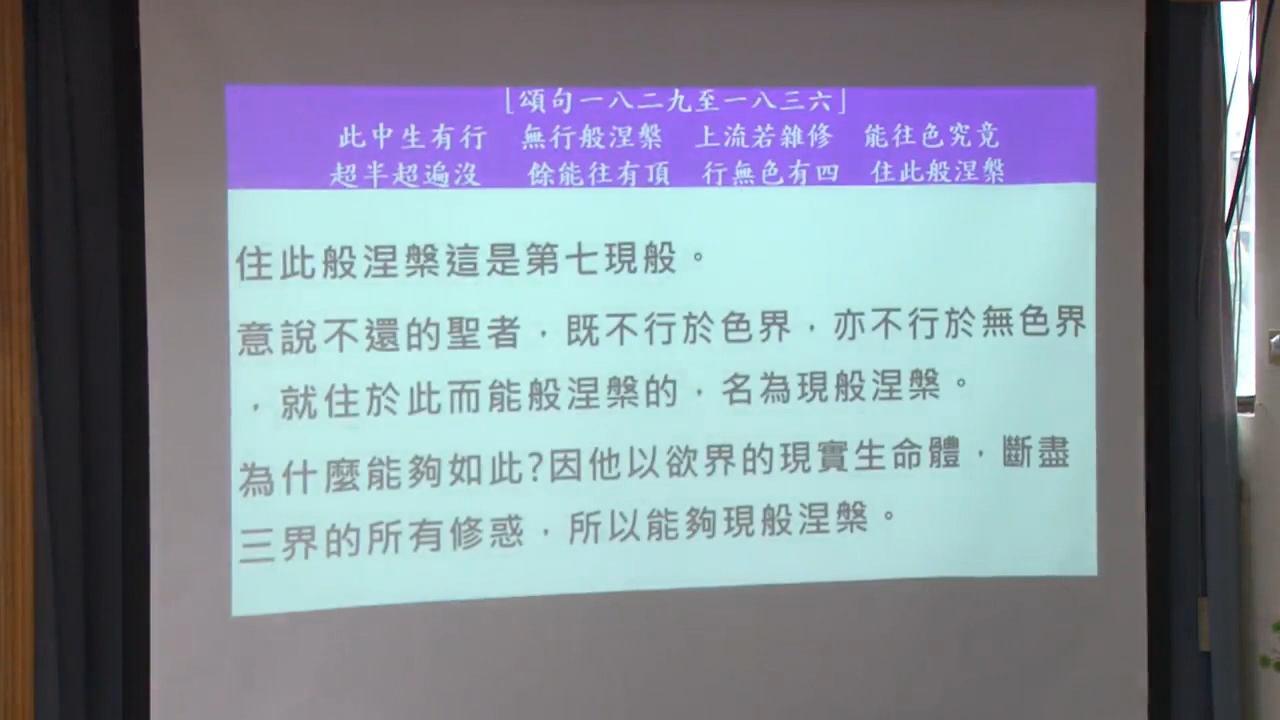 [頌句一八二九至一八三六]
此中生有行 無行般涅槃 上流若雜修 能往色究竟
超半超遍沒 餘能往有頂 行無色有四 住此般涅槃
住此般涅槃這是第七現般。
意說不還的聖者，既不行於色界，亦不行於無色界
，就住於此而能般涅槃的，名為現般涅槃。
為什麼能夠如此?因他以欲界的現實生命體，斷盡
三界的所有修惑，所以能夠現般涅槃。